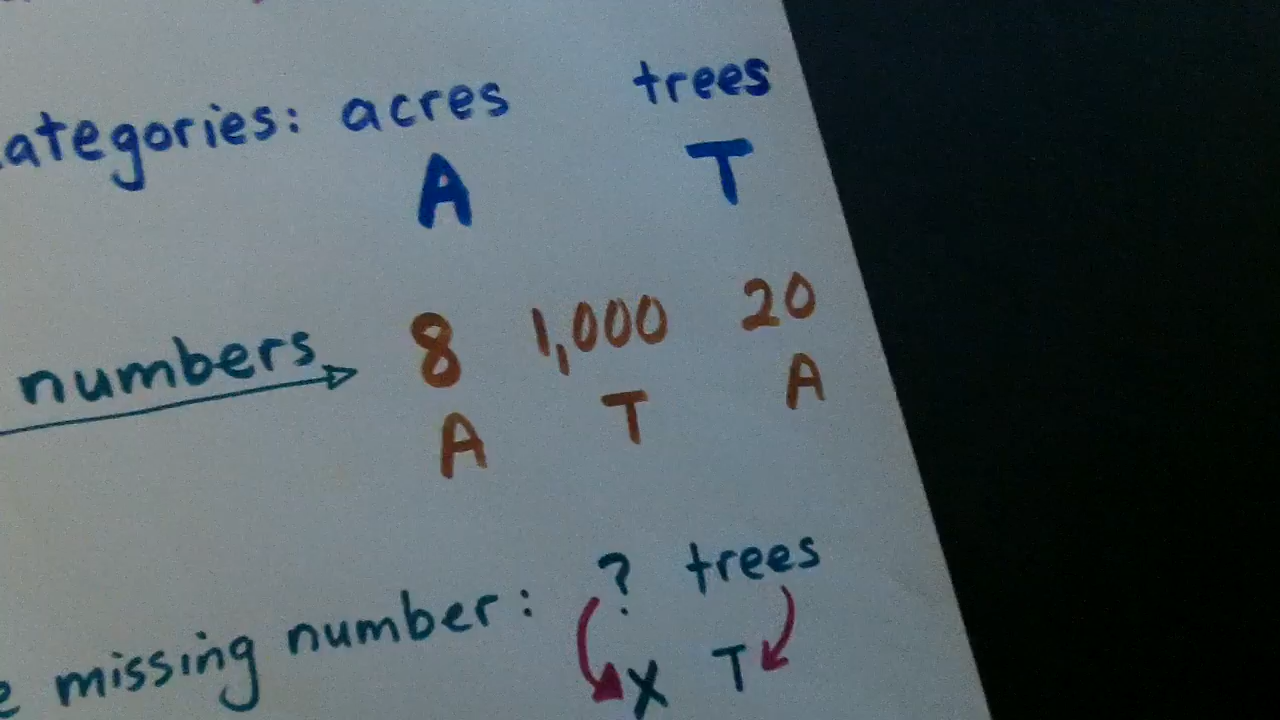 ategories: acres trees
A T
numbers 8 1,000 20
A T A
missing number: ? trees
X T